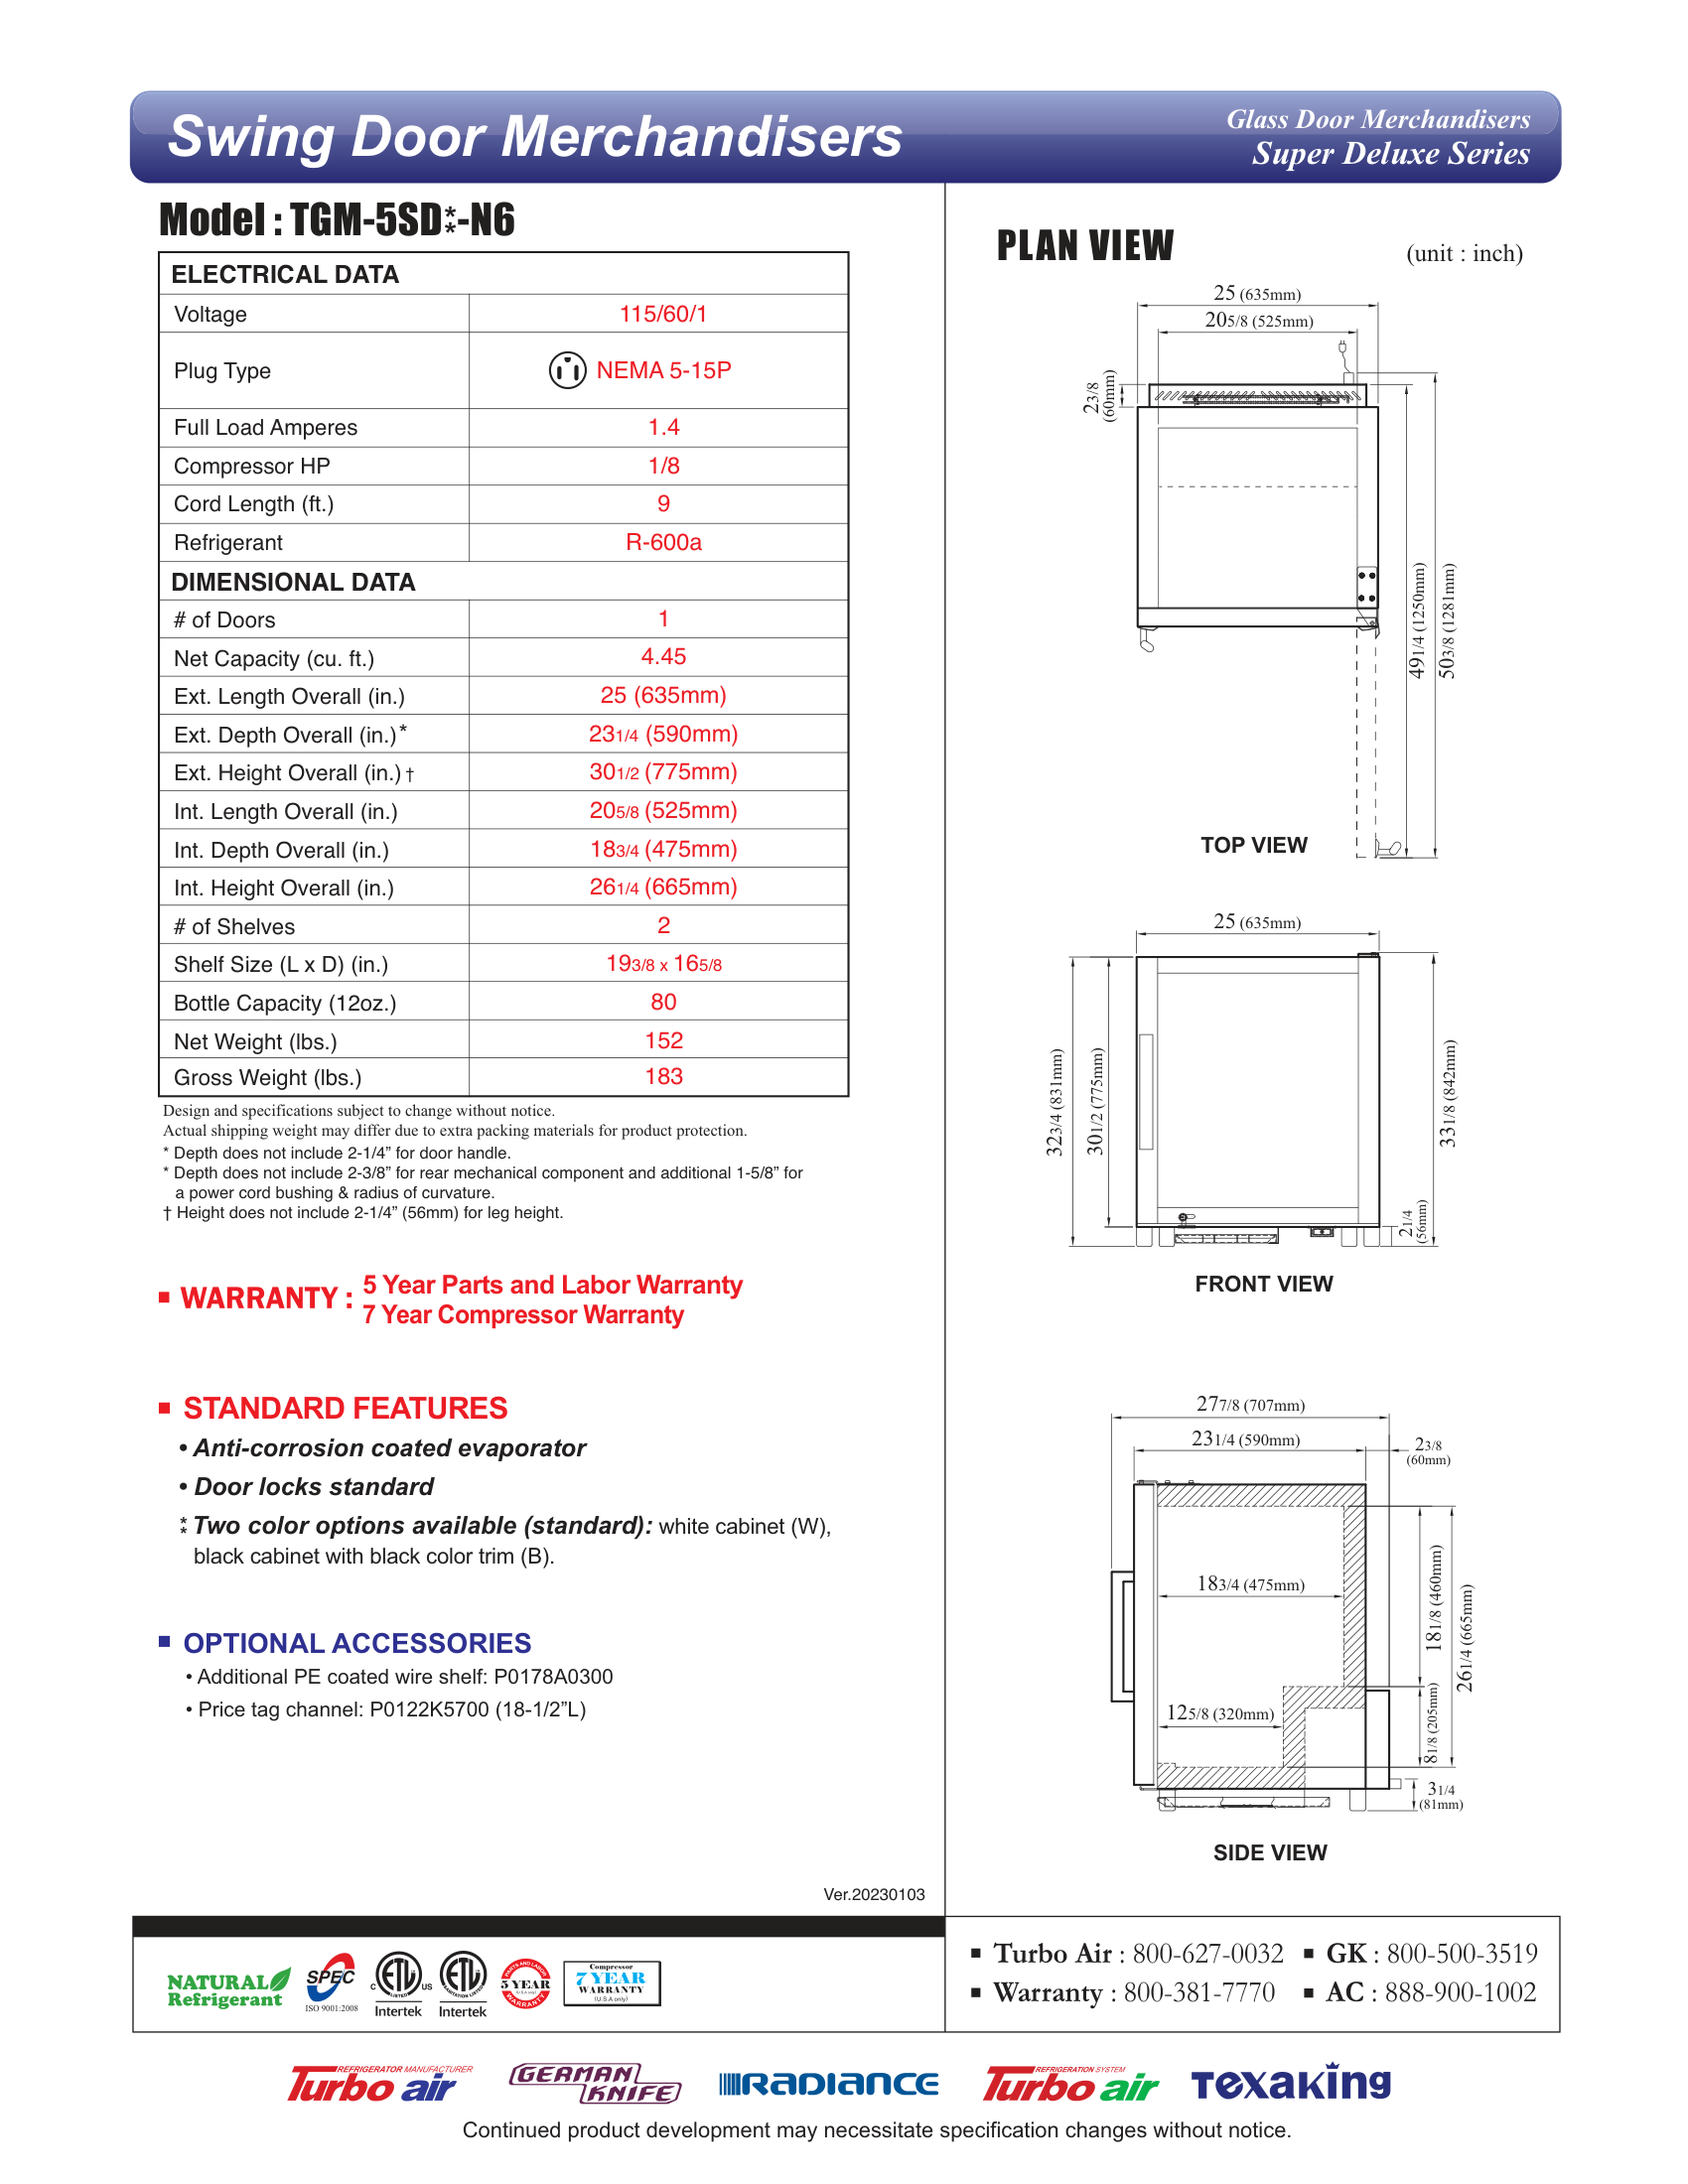 Swing Door Merchandisers
Glass Door Merchandisers
Super Deluxe Series
Model : TGM-5SD⁑-N6
ELECTRICAL DATA
Voltage 115/60/1
Plug Type NEMA 5-15P
Full Load Amperes 1.4
Compressor HP 1/8
Cord Length (ft.) 9
Refrigerant R-600a
DIMENSIONAL DATA
# of Doors 1
Net Capacity (cu. ft.) 4.45
Ext. Length Overall (in.) 25 (635mm)
Ext. Depth Overall (in.)* 23 1/4 (590mm)
Ext. Height Overall (in.) † 30 1/2 (775mm)
Int. Length Overall (in.) 20 5/8 (525mm)
Int. Depth Overall (in.) 18 3/4 (475mm)
Int. Height Overall (in.) 26 1/4 (665mm)
# of Shelves 2
Shelf Size (L x D) (in.) 19 3/8 x 16 5/8
Bottle Capacity (12oz.) 80
Net Weight (lbs.) 152
Gross Weight (lbs.) 183
Design and specifications subject to change without notice.
Actual shipping weight may differ due to extra packing materials for product protection.
* Depth does not include 2-1/4” for door handle.
* Depth does not include 2-3/8” for rear mechanical component and additional 1-5/8” for
a power cord bushing & radius of curvature.
† Height does not include 2-1/4” (56mm) for leg height.
WARRANTY : 5 Year Parts and Labor Warranty
7 Year Compressor Warranty
STANDARD FEATURES
• Anti-corrosion coated evaporator
• Door locks standard
⁑ Two color options available (standard): white cabinet (W),
black cabinet with black color trim (B).
OPTIONAL ACCESSORIES
• Additional PE coated wire shelf: P0178A0300
• Price tag channel: P0122K5700 (18-1/2”L)
Ver.20230103
PLAN VIEW
(unit : inch)
25 (635mm)
20 5/8 (525mm)
2 3/8
(60mm)
49 1/4 (1250mm)
50 3/8 (1281mm)
TOP VIEW
25 (635mm)
32 3/4 (831mm)
30 1/2 (775mm)
33 1/8 (842mm)
2 1/4
(56mm)
FRONT VIEW
27 7/8 (707mm)
23 1/4 (590mm)
2 3/8
(60mm)
18 3/4 (475mm)
18 1/8 (460mm)
26 1/4 (665mm)
12 5/8 (320mm)
8 1/8 (205mm)
3 1/4
(81mm)
SIDE VIEW
NATURAL
Refrigerant
SPEC
ISO 9001:2008
C ETL US
LISTED
Intertek
ETL
SANITATION LISTED
Intertek
PARTS AND LABOR
5 YEAR
(U.S.A only)
WARRANTY
Compressor
7 YEAR
WARRANTY
(U.S.A only)
Turbo Air : 800-627-0032
GK : 800-500-3519
Warranty : 800-381-7770
AC : 888-900-1002
REFRIGERATOR MANUFACTURER
Turbo air
GERMAN
KNIFE
RADIANCE
REFRIGERATION SYSTEM
Turbo air
TEXAKING
Continued product development may necessitate specification changes without notice.